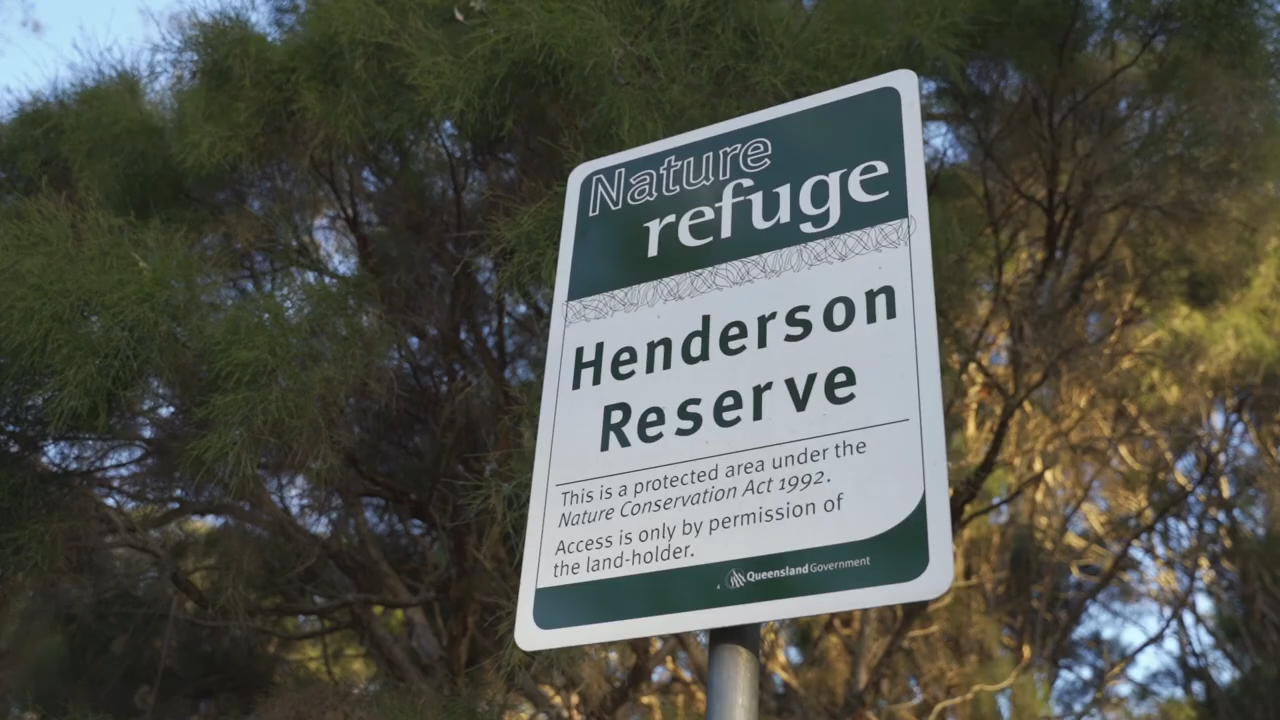 Nature
refuge
Henderson
Reserve
This is a protected area under the
Nature Conservation Act 1992.
Access is only by permission of
the land-holder.
Queensland Government